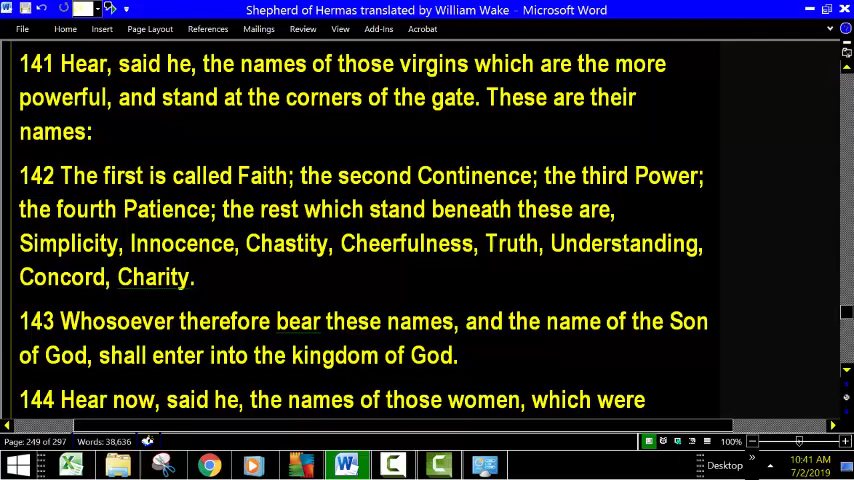 Shepherd of Hermas translated by William Wake - Microsoft Word
File Home Insert Page Layout References Mailings Review View Add-Ins Acrobat
141 Hear, said he, the names of those virgins which are the more
powerful, and stand at the corners of the gate. These are their
names:
142 The first is called Faith; the second Continence; the third Power;
the fourth Patience; the rest which stand beneath these are,
Simplicity, Innocence, Chastity, Cheerfulness, Truth, Understanding,
Concord, Charity.
143 Whosoever therefore bear these names, and the name of the Son
of God, shall enter into the kingdom of God.
144 Hear now, said he, the names of those women, which were
Page: 249 of 297 Words: 38,636 100%
Desktop
10:41 AM
7/2/2019